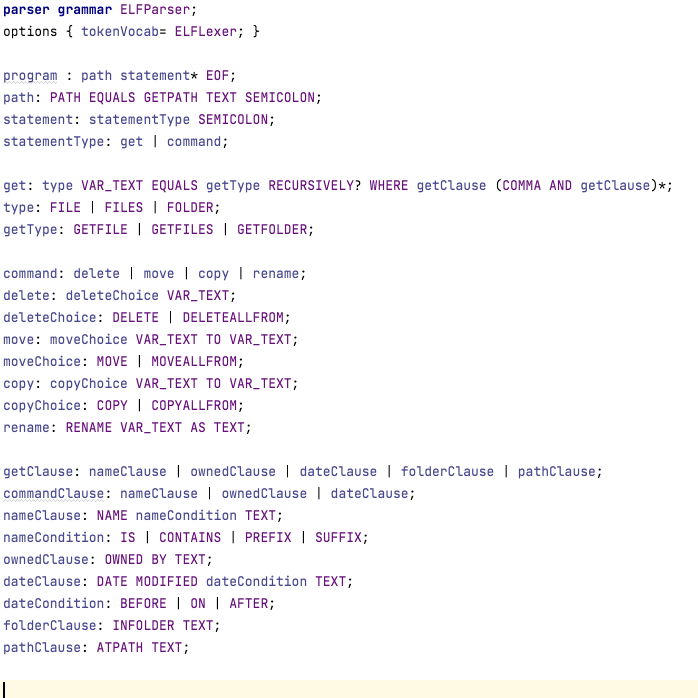 parser grammar ELFParser;
options { tokenVocab= ELFLexer; }
program : path statement* EOF;
path: PATH EQUALS GETPATH TEXT SEMICOLON;
statement: statementType SEMICOLON;
statementType: get | command;
get: type VAR_TEXT EQUALS getType RECURSIVELY? WHERE getClause (COMMA AND getClause)*;
type: FILE | FILES | FOLDER;
getType: GETFILE | GETFILES | GETFOLDER;
command: delete | move | copy | rename;
delete: deleteChoice VAR_TEXT;
deleteChoice: DELETE | DELETEALLFROM;
move: moveChoice VAR_TEXT TO VAR_TEXT;
moveChoice: MOVE | MOVEALLFROM;
copy: copyChoice VAR_TEXT TO VAR_TEXT;
copyChoice: COPY | COPYALLFROM;
rename: RENAME VAR_TEXT AS TEXT;
getClause: nameClause | ownedClause | dateClause | folderClause | pathClause;
commandClause: nameClause | ownedClause | dateClause;
nameClause: NAME nameCondition TEXT;
nameCondition: IS | CONTAINS | PREFIX | SUFFIX;
ownedClause: OWNED BY TEXT;
dateClause: DATE MODIFIED dateCondition TEXT;
dateCondition: BEFORE | ON | AFTER;
folderClause: INFOLDER TEXT;
pathClause: ATPATH TEXT;